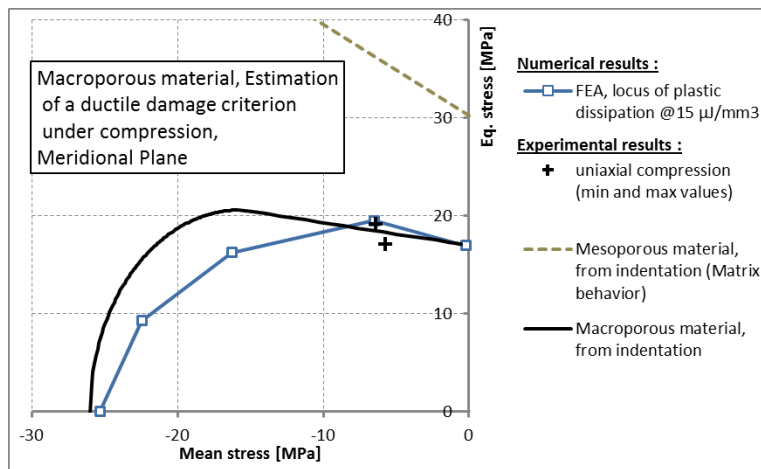 Macroporous material, Estimation
of a ductile damage criterion
under compression,
Meridional Plane
40
30
20
10
0
-30
-20
-10
0
Mean stress [MPa]
Eq. stress [MPa]
Numerical results :
FEA, locus of plastic
dissipation @15 µJ/mm3
Experimental results :
uniaxial compression
(min and max values)
Mesoporous material,
from indentation (Matrix
behavior)
Macroporous material,
from indentation